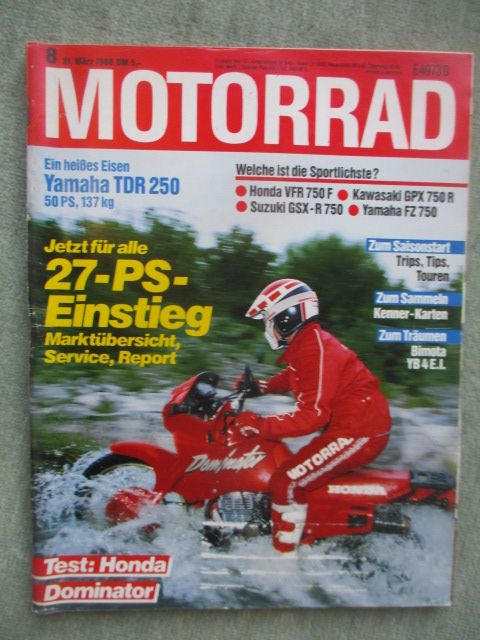 8 31. März 1988 DM 5,-
E 4973 D
MOTORRAD
Ein heißes Eisen
Yamaha TDR 250
50 PS, 137 kg
Welche ist die Sportlichste?
● Honda VFR 750 F ● Kawasaki GPX 750 R
● Suzuki GSX-R 750 ● Yamaha FZ 750
Jetzt für alle
27-PS-
Einstieg
Marktübersicht,
Service, Report
Zum Saisonstart
Trips, Tips,
Touren
Zum Sammeln
Kenner-Karten
Zum Träumen
Bimota
YB 4 E.I.
Dominator
MOTORRAD
HONDA
Test: Honda
Dominator